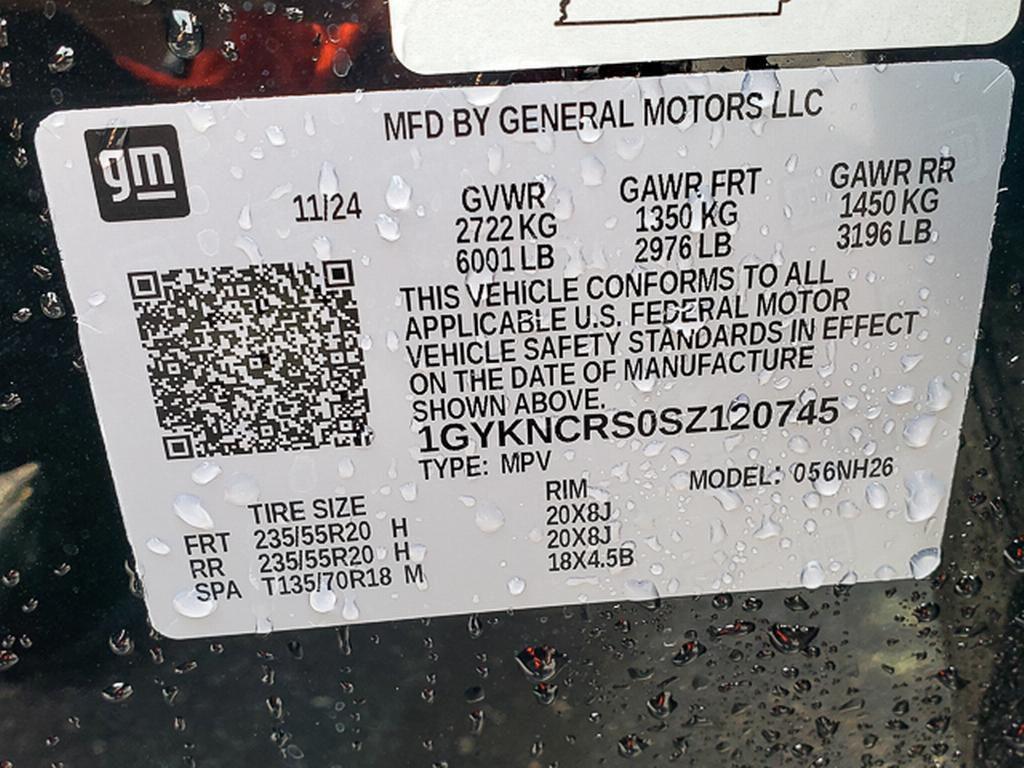 MFD BY GENERAL MOTORS LLC
gm
11/24
GVWR GAWR FRT GAWR RR
2722 KG 1350 KG 1450 KG
6001 LB 2976 LB 3196 LB
THIS VEHICLE CONFORMS TO ALL
APPLICABLE U.S. FEDERAL MOTOR
VEHICLE SAFETY STANDARDS IN EFFECT
ON THE DATE OF MANUFACTURE
SHOWN ABOVE.
1GYKNCRS0SZ120745
TYPE: MPV MODEL: 056NH26
TIRE SIZE RIM
FRT 235/55R20 H 20X8J
RR 235/55R20 H 20X8J
SPA T135/70R18 M 18X4.5B